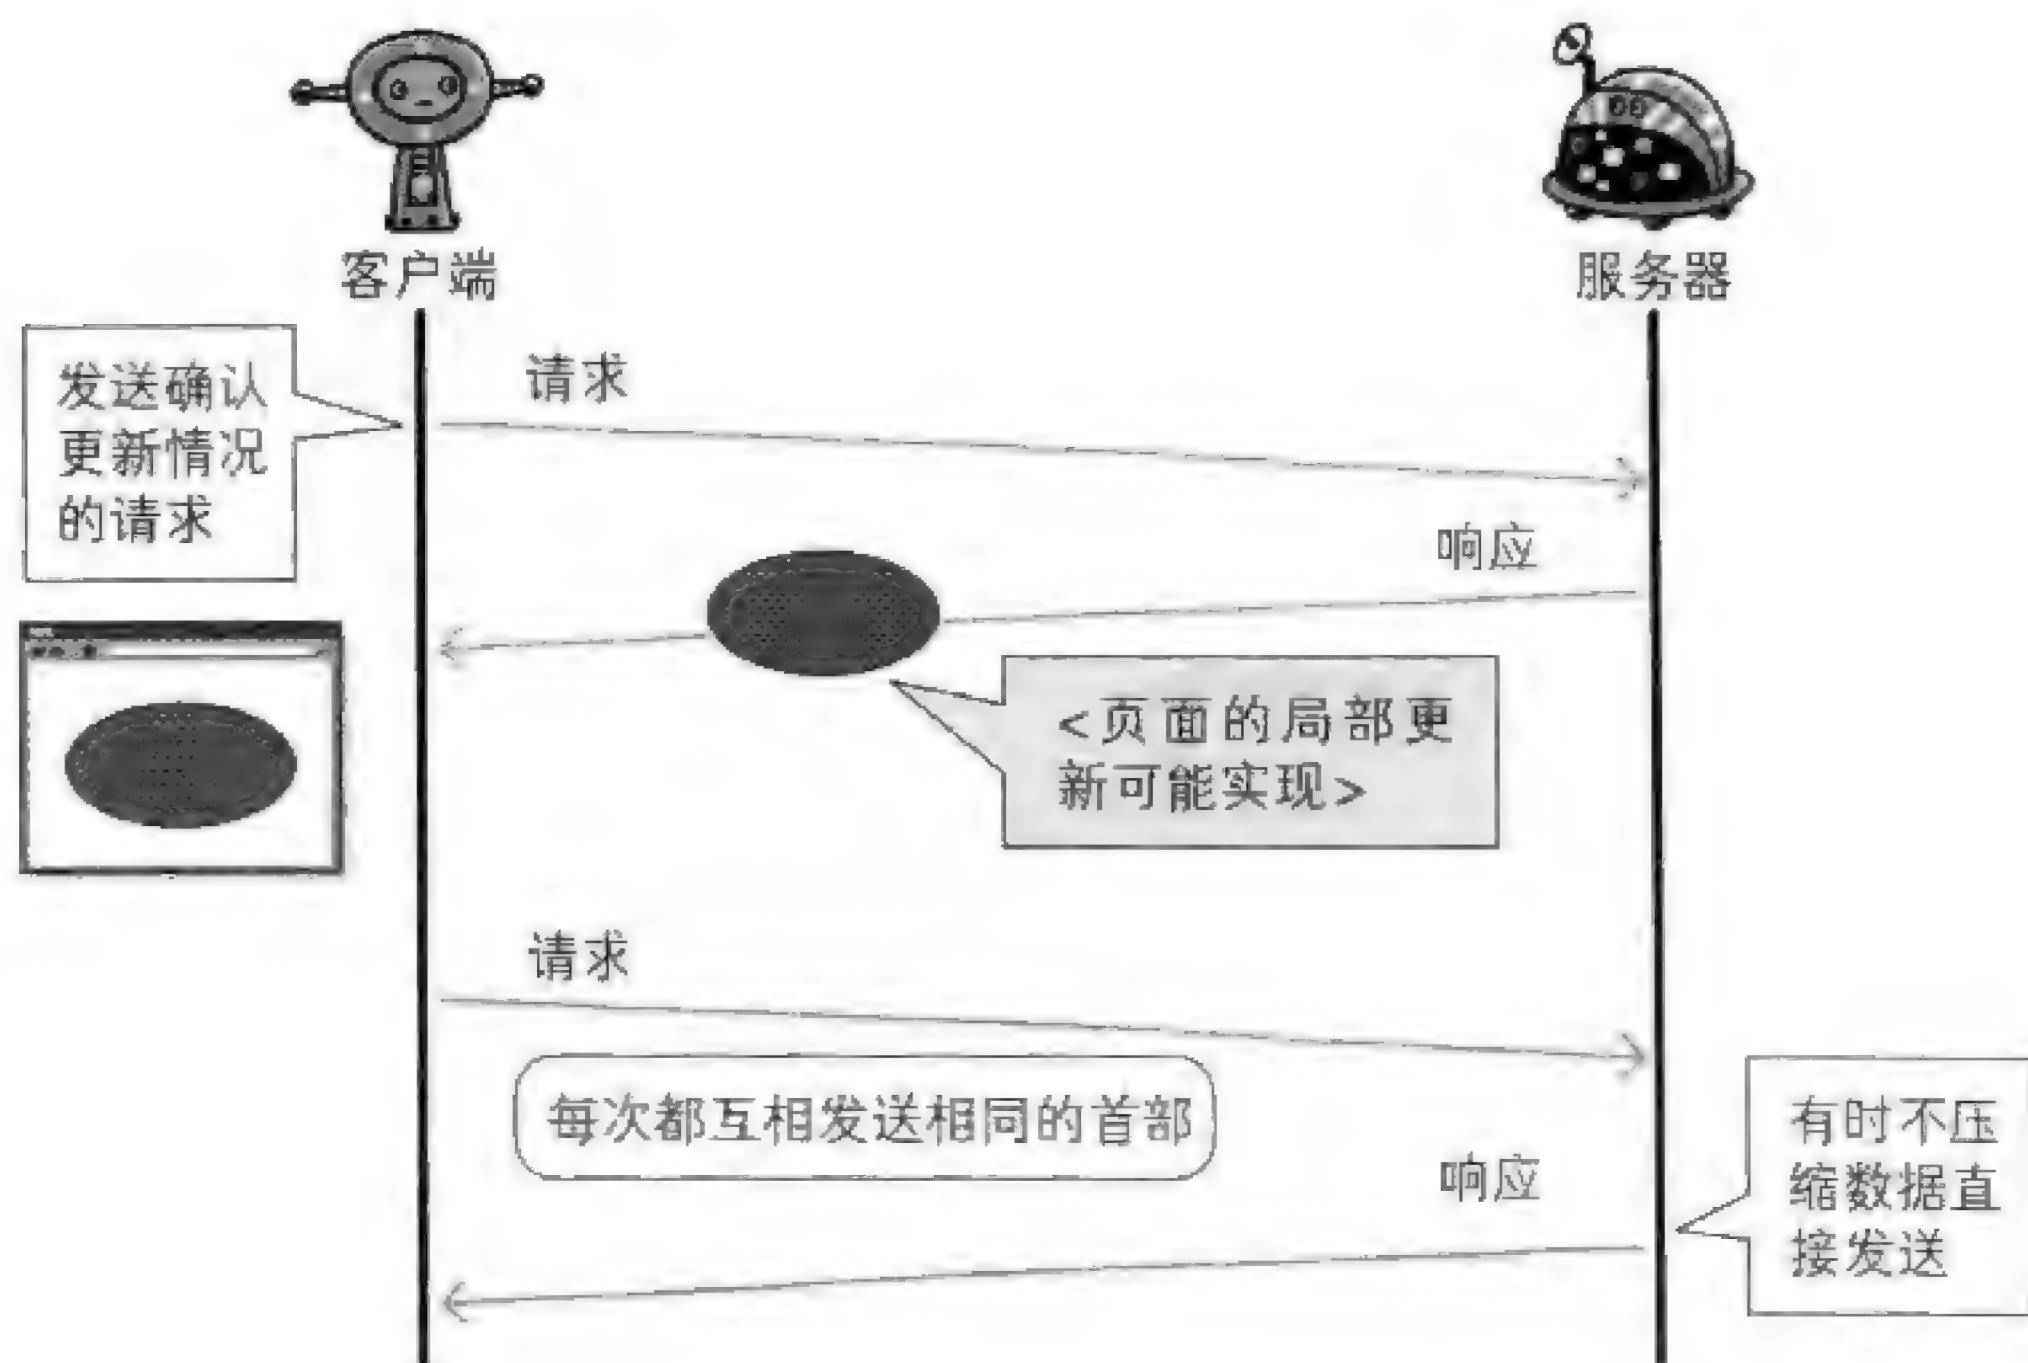 客户端
服务器
发送确认
更新情况
的请求
请求
响应
<页面的局部更
新可能实现>
请求
每次都互相发送相同的首部
响应
有时不压
缩数据直
接发送